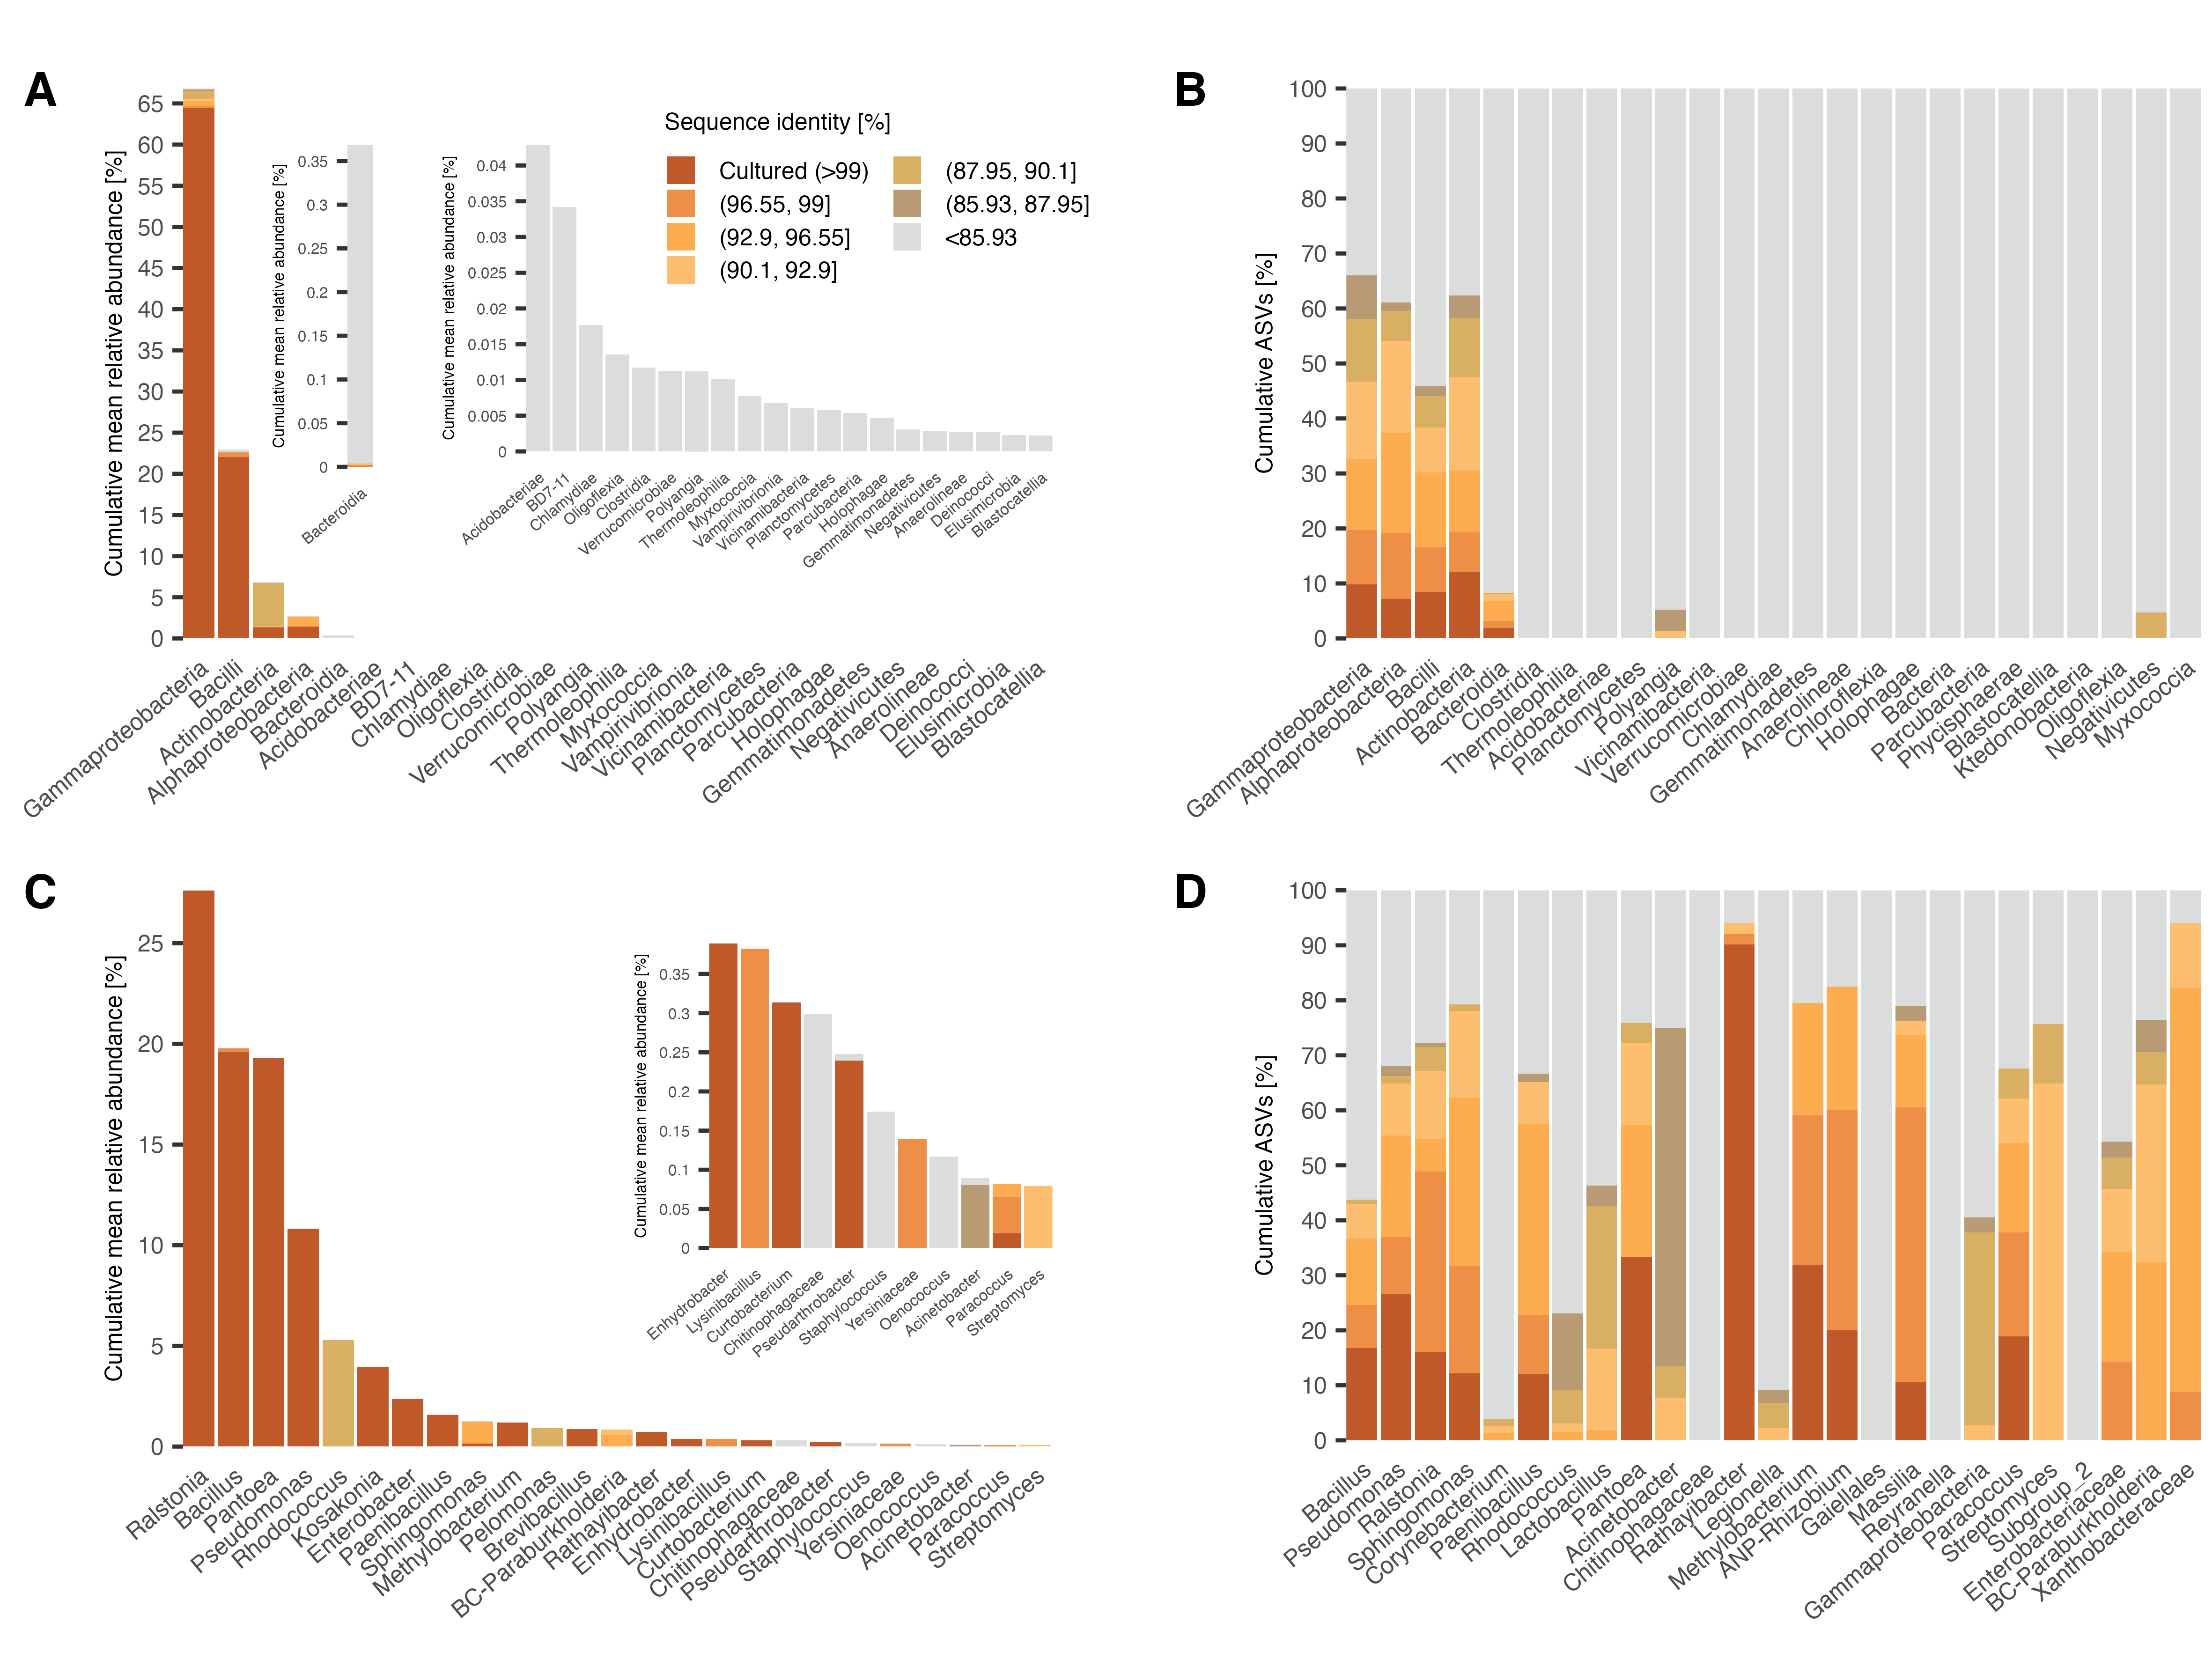 A
Cumulative mean relative abundance [%]
65
60
55
50
45
40
35
30
25
20
15
10
5
0
Gammaproteobacteria
Bacilli
Actinobacteria
Alphaproteobacteria
Bacteroidia
Acidobacteriae
BD7-11
Chlamydiae
Oligoflexia
Clostridia
Verrucomicrobiae
Polyangia
Thermoleophilia
Myxococcia
Vampirivibrionia
Vicinamibacteria
Planctomycetes
Parcubacteria
Holophagae
Gemmatimonadetes
Negativicutes
Anaerolineae
Deinococci
Elusimicrobia
Blastocatellia
Cumulative mean relative abundance [%]
0.35
0.3
0.25
0.2
0.15
0.1
0.05
0
Bacteroidia
Cumulative mean relative abundance [%]
0.04
0.035
0.03
0.025
0.02
0.015
0.01
0.005
0
Acidobacteriae
BD7-11
Chlamydiae
Oligoflexia
Clostridia
Verrucomicrobiae
Polyangia
Thermoleophilia
Myxococcia
Vampirivibrionia
Vicinamibacteria
Planctomycetes
Parcubacteria
Holophagae
Gemmatimonadetes
Negativicutes
Anaerolineae
Deinococci
Elusimicrobia
Blastocatellia
Sequence identity [%]
Cultured (>99)
(96.55, 99]
(92.9, 96.55]
(90.1, 92.9]
(87.95, 90.1]
(85.93, 87.95]
<85.93
B
Cumulative ASVs [%]
100
90
80
70
60
50
40
30
20
10
0
Gammaproteobacteria
Alphaproteobacteria
Bacilli
Actinobacteria
Bacteroidia
Clostridia
Thermoleophilia
Acidobacteriae
Planctomycetes
Polyangia
Vicinamibacteria
Verrucomicrobiae
Chlamydiae
Gemmatimonadetes
Anaerolineae
Chloroflexia
Holophagae
Bacteria
Parcubacteria
Phycisphaerae
Blastocatellia
Ktedonobacteria
Oligoflexia
Negativicutes
Myxococcia
C
Cumulative mean relative abundance [%]
25
20
15
10
5
0
Ralstonia
Bacillus
Pantoea
Pseudomonas
Rhodococcus
Kosakonia
Enterobacter
Paenibacillus
Sphingomonas
Methylobacterium
Pelomonas
Brevibacillus
BC-Paraburkholderia
Rathayibacter
Enhydrobacter
Lysinibacillus
Curtobacterium
Chitinophagaceae
Pseudarthrobacter
Staphylococcus
Yersiniaceae
Oenococcus
Acinetobacter
Paracoccus
Streptomyces
Cumulative mean relative abundance [%]
0.35
0.3
0.25
0.2
0.15
0.1
0.05
0
Enhydrobacter
Lysinibacillus
Curtobacterium
Chitinophagaceae
Pseudarthrobacter
Staphylococcus
Yersiniaceae
Oenococcus
Acinetobacter
Paracoccus
Streptomyces
D
Cumulative ASVs [%]
100
90
80
70
60
50
40
30
20
10
0
Bacillus
Pseudomonas
Ralstonia
Sphingomonas
Corynebacterium
Paenibacillus
Rhodococcus
Lactobacillus
Pantoea
Acinetobacter
Chitinophagaceae
Rathayibacter
Legionella
Methylobacterium
ANP-Rhizobium
Gaiellales
Massilia
Reyranella
Gammaproteobacteria
Paracoccus
Streptomyces
Subgroup_2
Enterobacteriaceae
BC-Paraburkholderia
Xanthobacteraceae